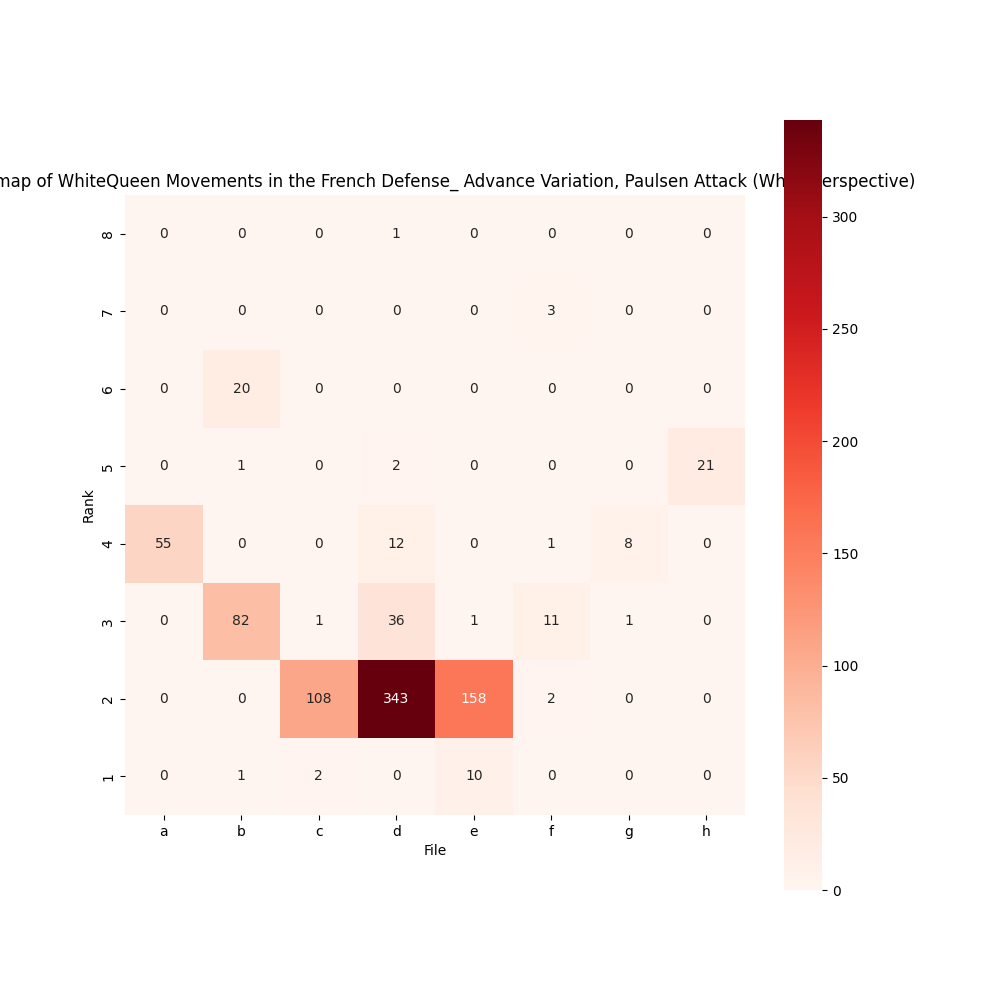 map of WhiteQueen Movements in the French Defense_ Advance Variation, Paulsen Attack (Wh erspective)
8 0 0 0 1 0 0 0 0
7 0 0 0 0 0 3 0 0
6 0 20 0 0 0 0 0 0
5 0 1 0 2 0 0 0 21
4 55 0 0 12 0 1 8 0
3 0 82 1 36 1 11 1 0
2 0 0 108 343 158 2 0 0
1 0 1 2 0 10 0 0 0
a b c d e f g h
File
Rank
300
250
200
150
100
50
0